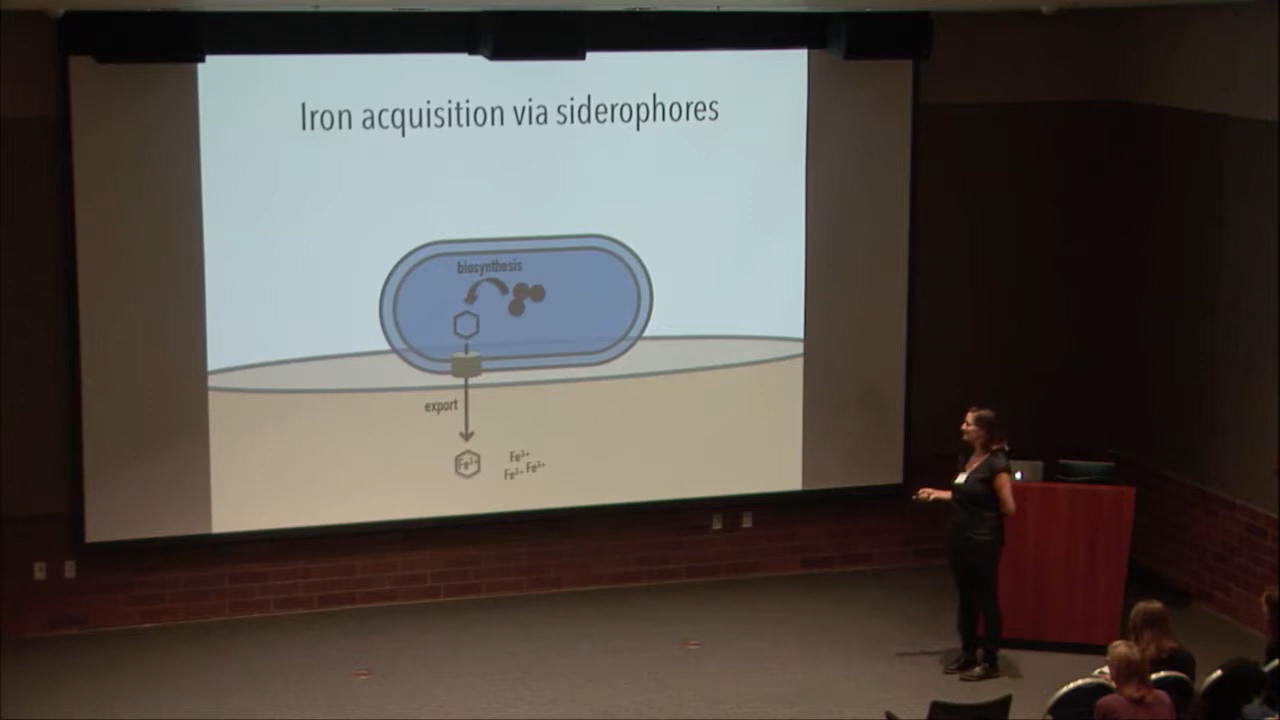 Iron acquisition via siderophores
biosynthesis
export
Fe³⁺
Fe³⁺
Fe³⁺ Fe³⁺